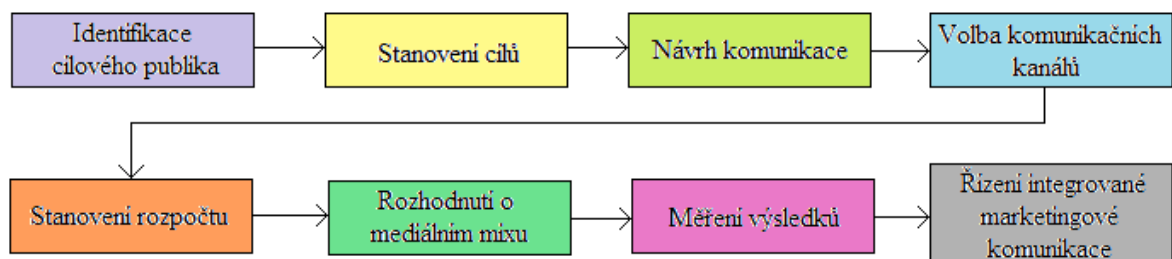 Identifikace
cílového publika
Stanovení cílů
Návrh komunikace
Volba komunikačních
kanálů
Stanovení rozpočtu
Rozhodnutí o
mediálním mixu
Měření výsledků
Řízení integrované
marketingové
komunikace